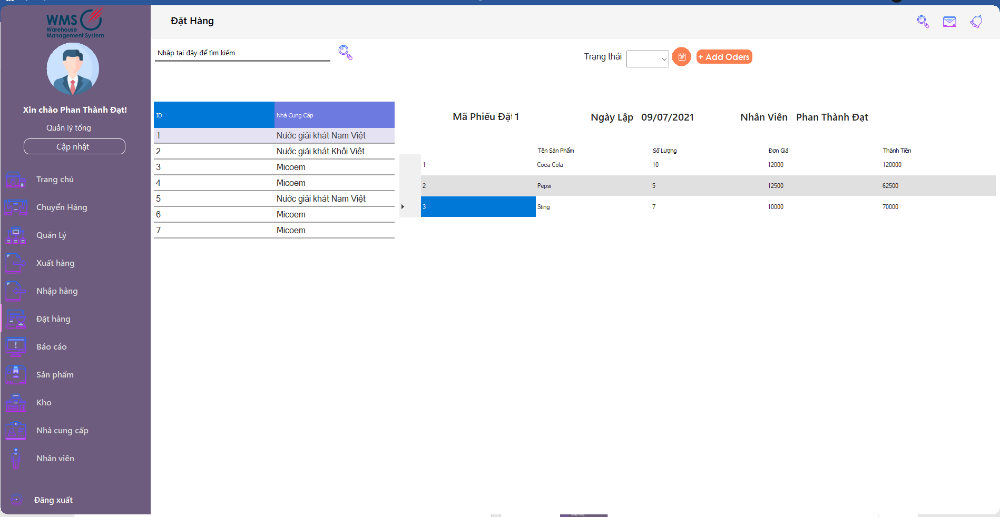 WMS
Warehouse
Management System
Xin chào Phan Thành Đạt!
Quản lý tổng
Cập nhật
Trang chủ
Chuyển Hàng
Quản Lý
Xuất hàng
Nhập hàng
Đặt hàng
Báo cáo
Sản phẩm
Kho
Nhà cung cấp
Nhân viên
Đăng xuất
Đặt Hàng
Nhập tại đây để tìm kiếm
Trạng thái
+ Add Oders
ID Nhà Cung Cấp
1 Nước giải khát Nam Việt
2 Nước giải khát Khôi Việt
3 Micoem
4 Micoem
5 Nước giải khát Nam Việt
6 Micoem
7 Micoem
Mã Phiếu Đặt 1 Ngày Lập 09/07/2021 Nhân Viên Phan Thành Đạt
Tên Sản Phẩm Số Lượng Đơn Giá Thành Tiền
1 Coca Cola 10 12000 120000
2 Pepsi 5 12500 62500
3 Sting 7 10000 70000